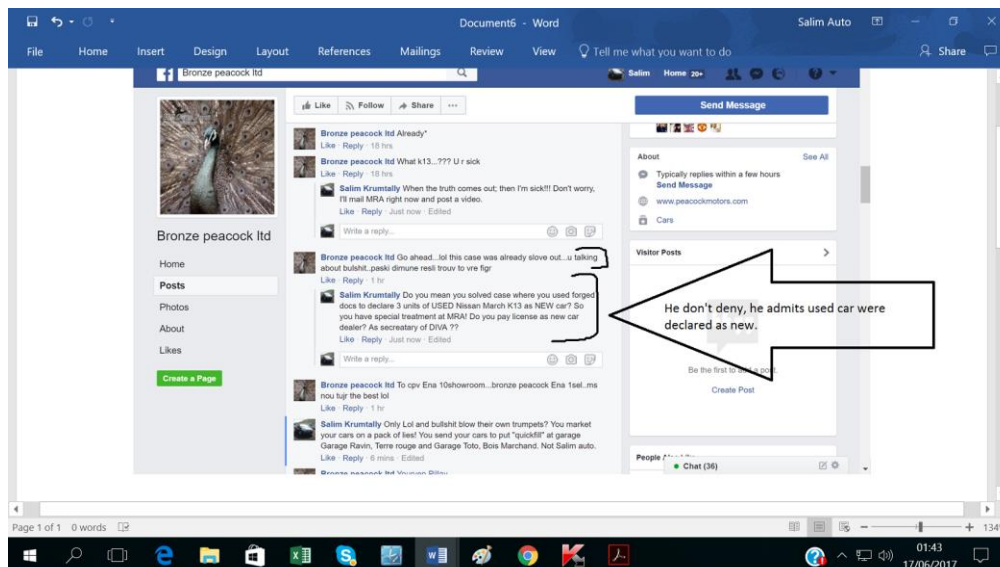 Document6 - Word
Salim Auto
File Home Insert Design Layout References Mailings Review View Tell me what you want to do
Share
Bronze peacock ltd
Salim Home 20+
Like Follow Share ...
Send Message
Bronze peacock ltd
Home
Posts
Photos
About
Likes
Create a Page
Bronze peacock ltd Already*
Like · Reply · 18 hrs
Bronze peacock ltd What k13...??? U r sick
Like · Reply · 18 hrs
Salim Krumtally When the truth comes out; then I'm sick!!! Don't worry,
I'll mail MRA right now and post a video.
Like · Reply · Just now · Edited
Write a reply...
Bronze peacock ltd Go ahead...lol this case was already slove out...u talking
about bulshit..paski dimune resli trouv to vre figr
Like · Reply · 1 hr
Salim Krumtally Do you mean you solved case where you used forged
docs to declare 3 units of USED Nissan March K13 as NEW car? So
you have special treatment at MRA! Do you pay license as new car
dealer? As secreatary of DIVA ??
Like · Reply · Just now · Edited
Write a reply...
Bronze peacock ltd To cpv Ena 10showroom...bronze peacock Ena 1sel..ms
nou tujr the best lol
Like · Reply · 1 hr
Salim Krumtally Only Lol and bullshit blow their own trumpets? You market
your cars on a pack of lies! You send your cars to put "quickfill" at garage
Garage Ravin, Terre rouge and Garage Toto, Bois Marchand. Not Salim auto.
Like · Reply · 6 mins · Edited
Bronze peacock ltd
About
See All
Typically replies within a few hours
Send Message
www.peacockmotors.com
Cars
Visitor Posts
He don't deny, he admits used car were
declared as new.
Be the first to add a post.
Create Post
People
Chat (36)
Page 1 of 1 0 words
134
01:43
17/06/2017